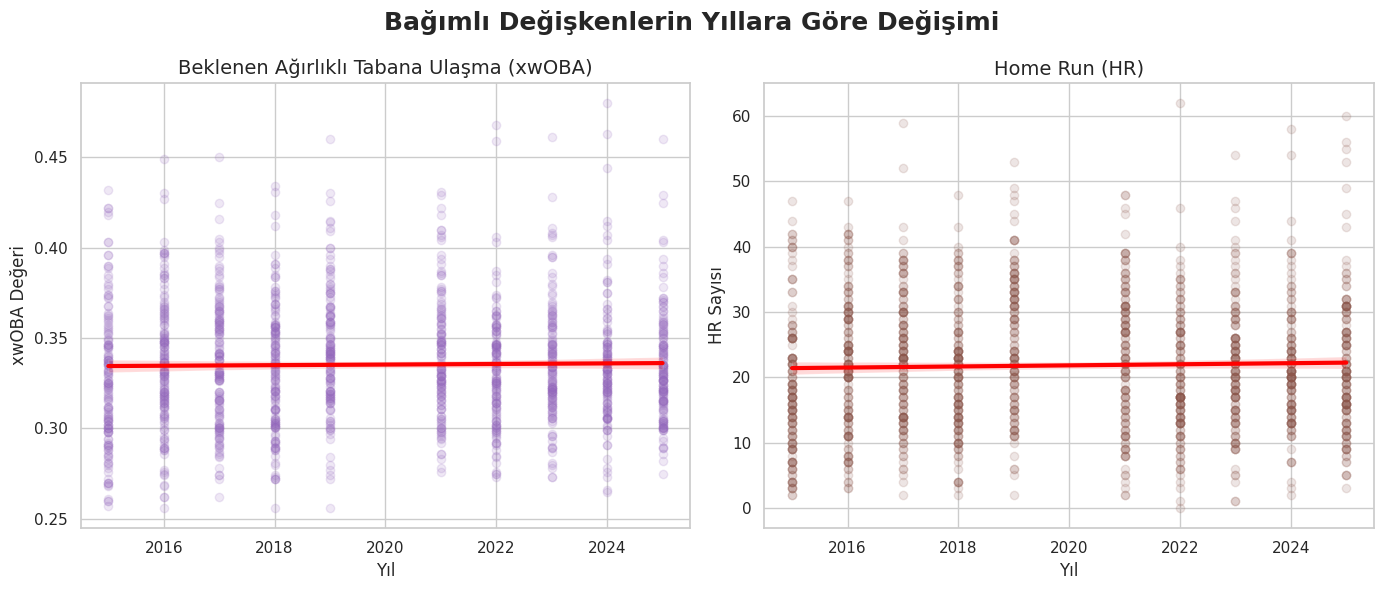 Bağımlı Değişkenlerin Yıllara Göre Değişimi
Beklenen Ağırlıklı Tabana Ulaşma (xwOBA)
xwOBA Değeri
0.45
0.40
0.35
0.30
0.25
2016 2018 2020 2022 2024
Yıl
Home Run (HR)
HR Sayısı
60
50
40
30
20
10
0
2016 2018 2020 2022 2024
Yıl